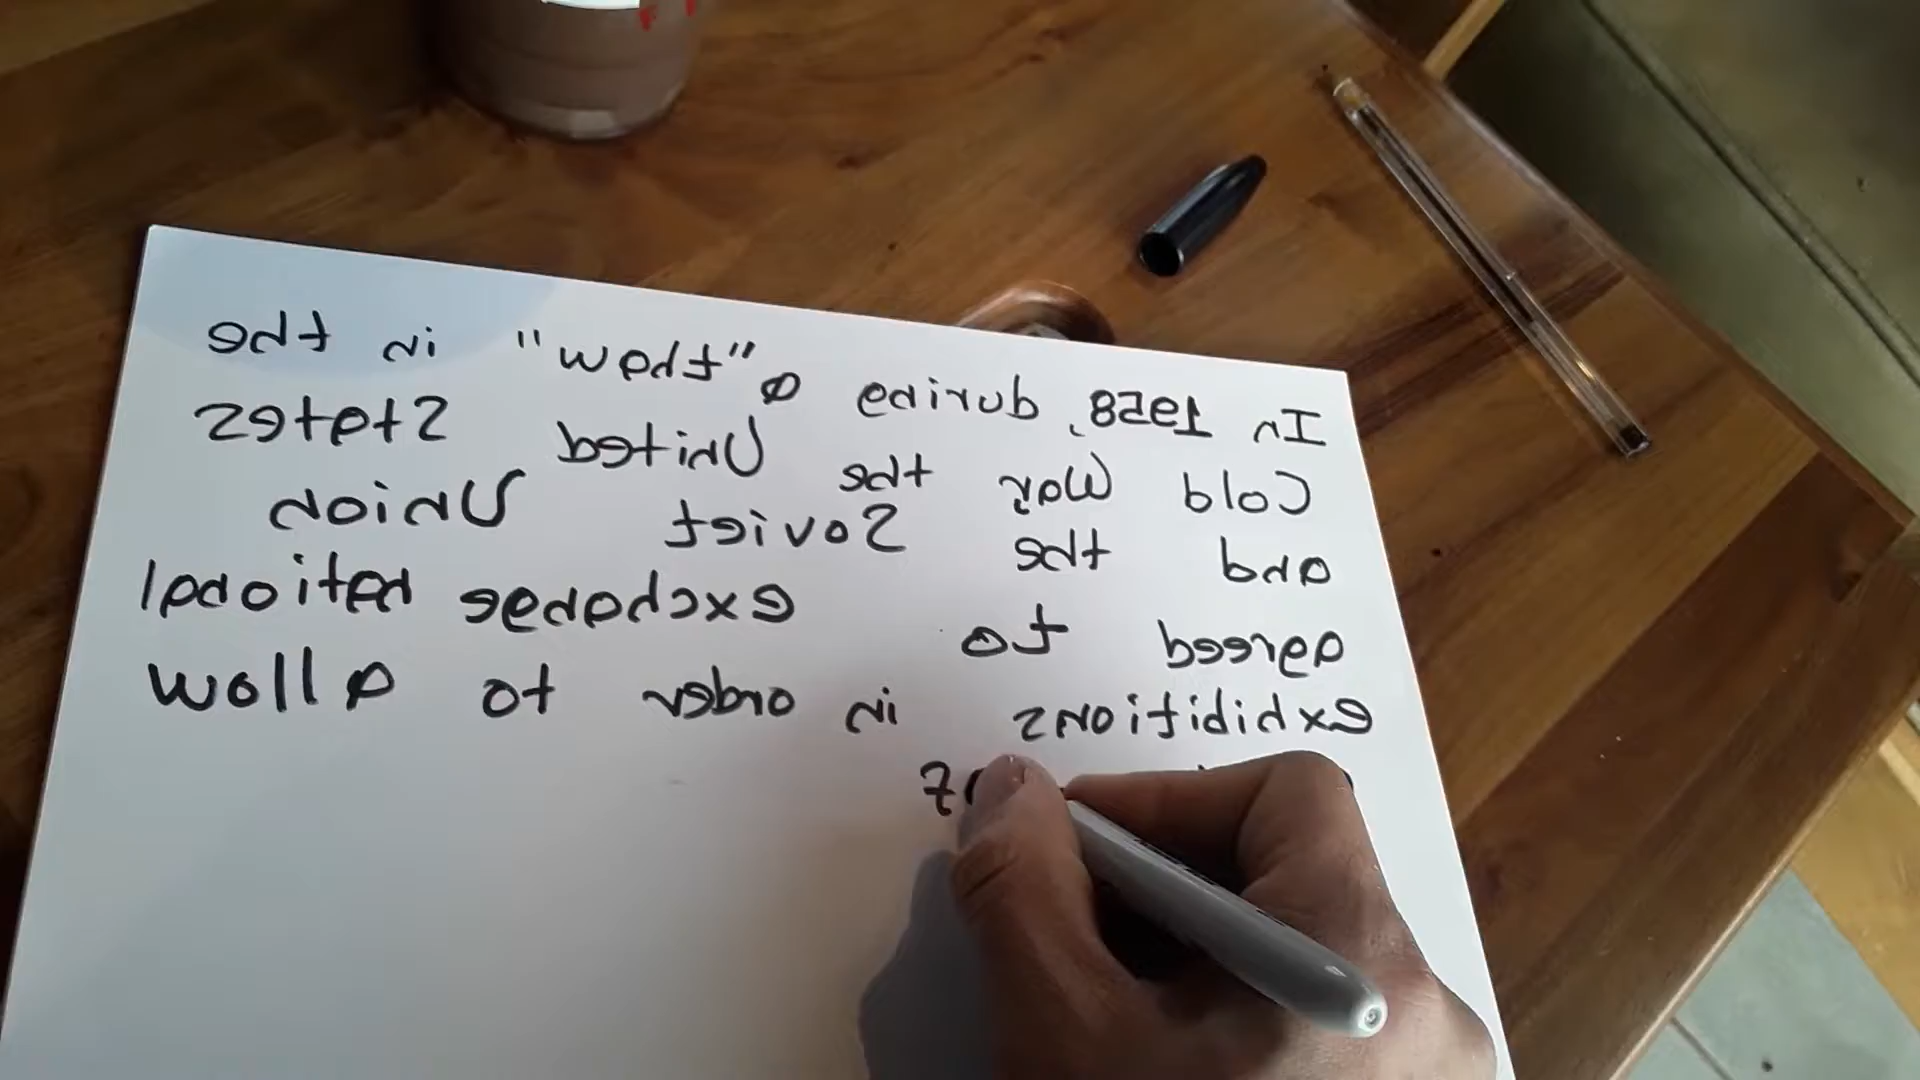 In 1958, during a "thaw" in the
Cold War, the United States
and the Soviet Union
agreed to exchange national
exhibitions in order to allow